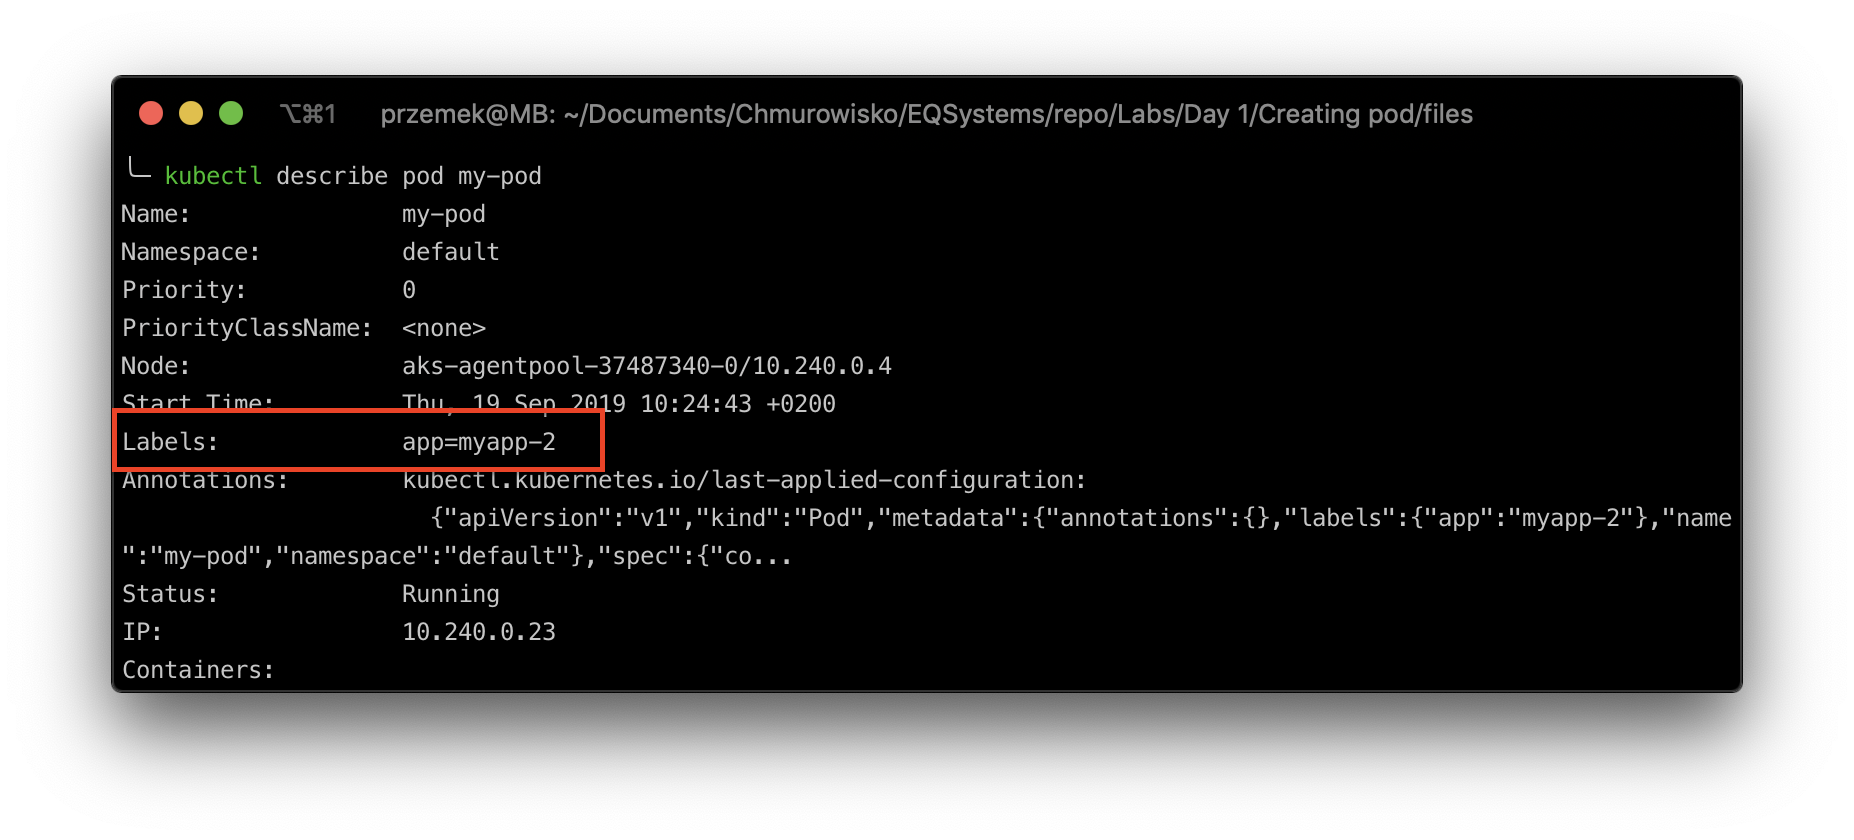 ⌥⌘1 przemek@MB: ~/Documents/Chmurowisko/EQSystems/repo/Labs/Day 1/Creating pod/files
kubectl describe pod my-pod
Name: my-pod
Namespace: default
Priority: 0
PriorityClassName: <none>
Node: aks-agentpool-37487340-0/10.240.0.4
Start Time: Thu, 19 Sep 2019 10:24:43 +0200
Labels: app=myapp-2
Annotations: kubectl.kubernetes.io/last-applied-configuration:
{"apiVersion":"v1","kind":"Pod","metadata":{"annotations":{},"labels":{"app":"myapp-2"},"name
":"my-pod","namespace":"default"},"spec":{"co...
Status: Running
IP: 10.240.0.23
Containers: